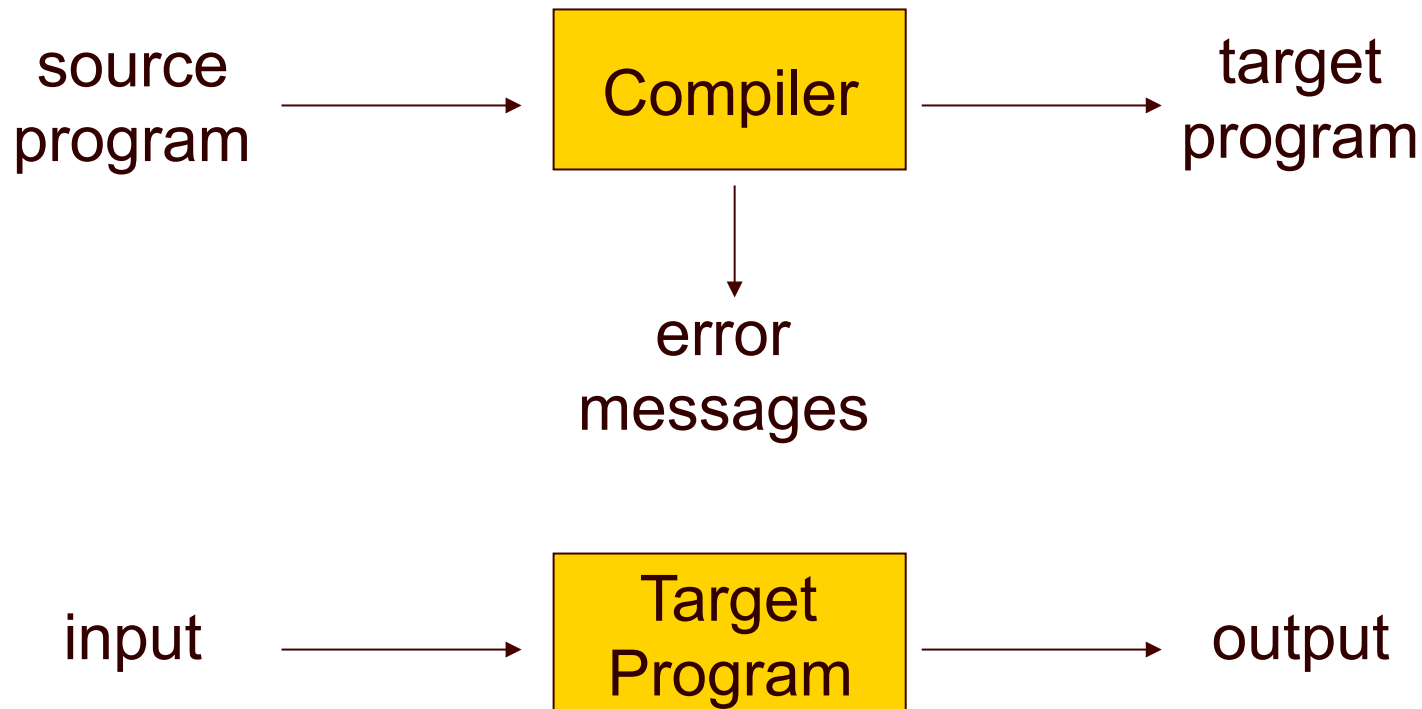 source
program
Compiler
target
program
error
messages
input
Target
Program
output